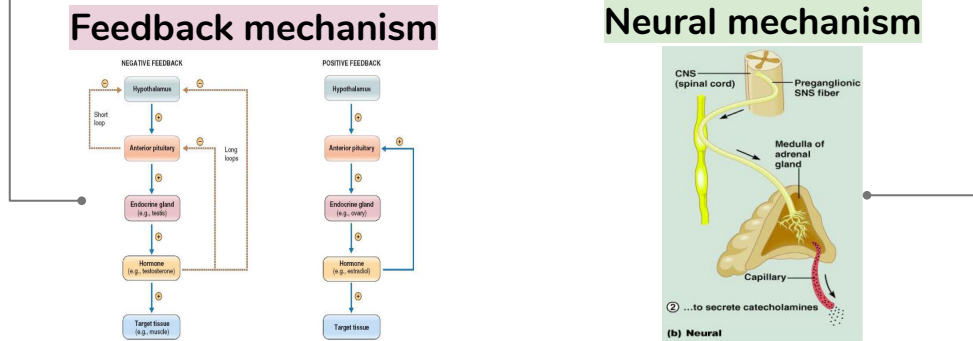 Feedback mechanism
NEGATIVE FEEDBACK
Hypothalamus
Short
loop
Anterior pituitary
Long
loops
Endocrine gland
(e.g., testis)
Hormone
(e.g., testosterone)
Target tissue
(e.g., muscle)
POSITIVE FEEDBACK
Hypothalamus
Anterior pituitary
Endocrine gland
(e.g., ovary)
Hormone
(e.g., estradiol)
Target tissue
Neural mechanism
CNS
(spinal cord)
Preganglionic
SNS fiber
Medulla of
adrenal
gland
Capillary
2 ...to secrete catecholamines
(b) Neural